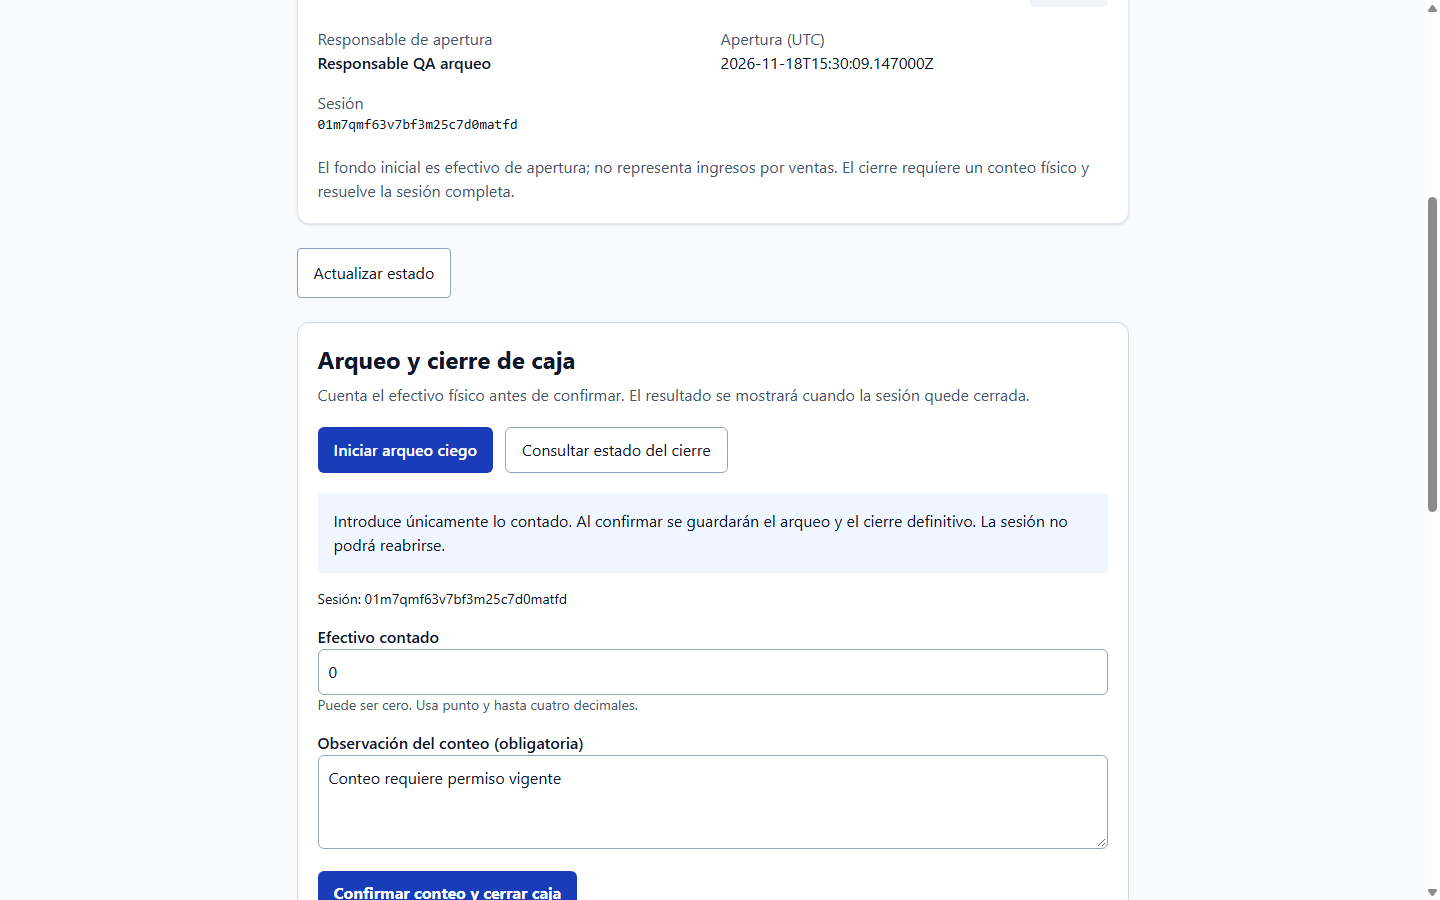 Responsable de apertura
Responsable QA arqueo
Apertura (UTC)
2026-11-18T15:30:09.147000Z
Sesión
01m7qmf63v7bf3m25c7d0matfd
El fondo inicial es efectivo de apertura; no representa ingresos por ventas. El cierre requiere un conteo físico y
resuelve la sesión completa.
Actualizar estado
Arqueo y cierre de caja
Cuenta el efectivo físico antes de confirmar. El resultado se mostrará cuando la sesión quede cerrada.
Iniciar arqueo ciego
Consultar estado del cierre
Introduce únicamente lo contado. Al confirmar se guardarán el arqueo y el cierre definitivo. La sesión no
podrá reabrirse.
Sesión: 01m7qmf63v7bf3m25c7d0matfd
Efectivo contado
0
Puede ser cero. Usa punto y hasta cuatro decimales.
Observación del conteo (obligatoria)
Conteo requiere permiso vigente
Confirmar conteo y cerrar caja